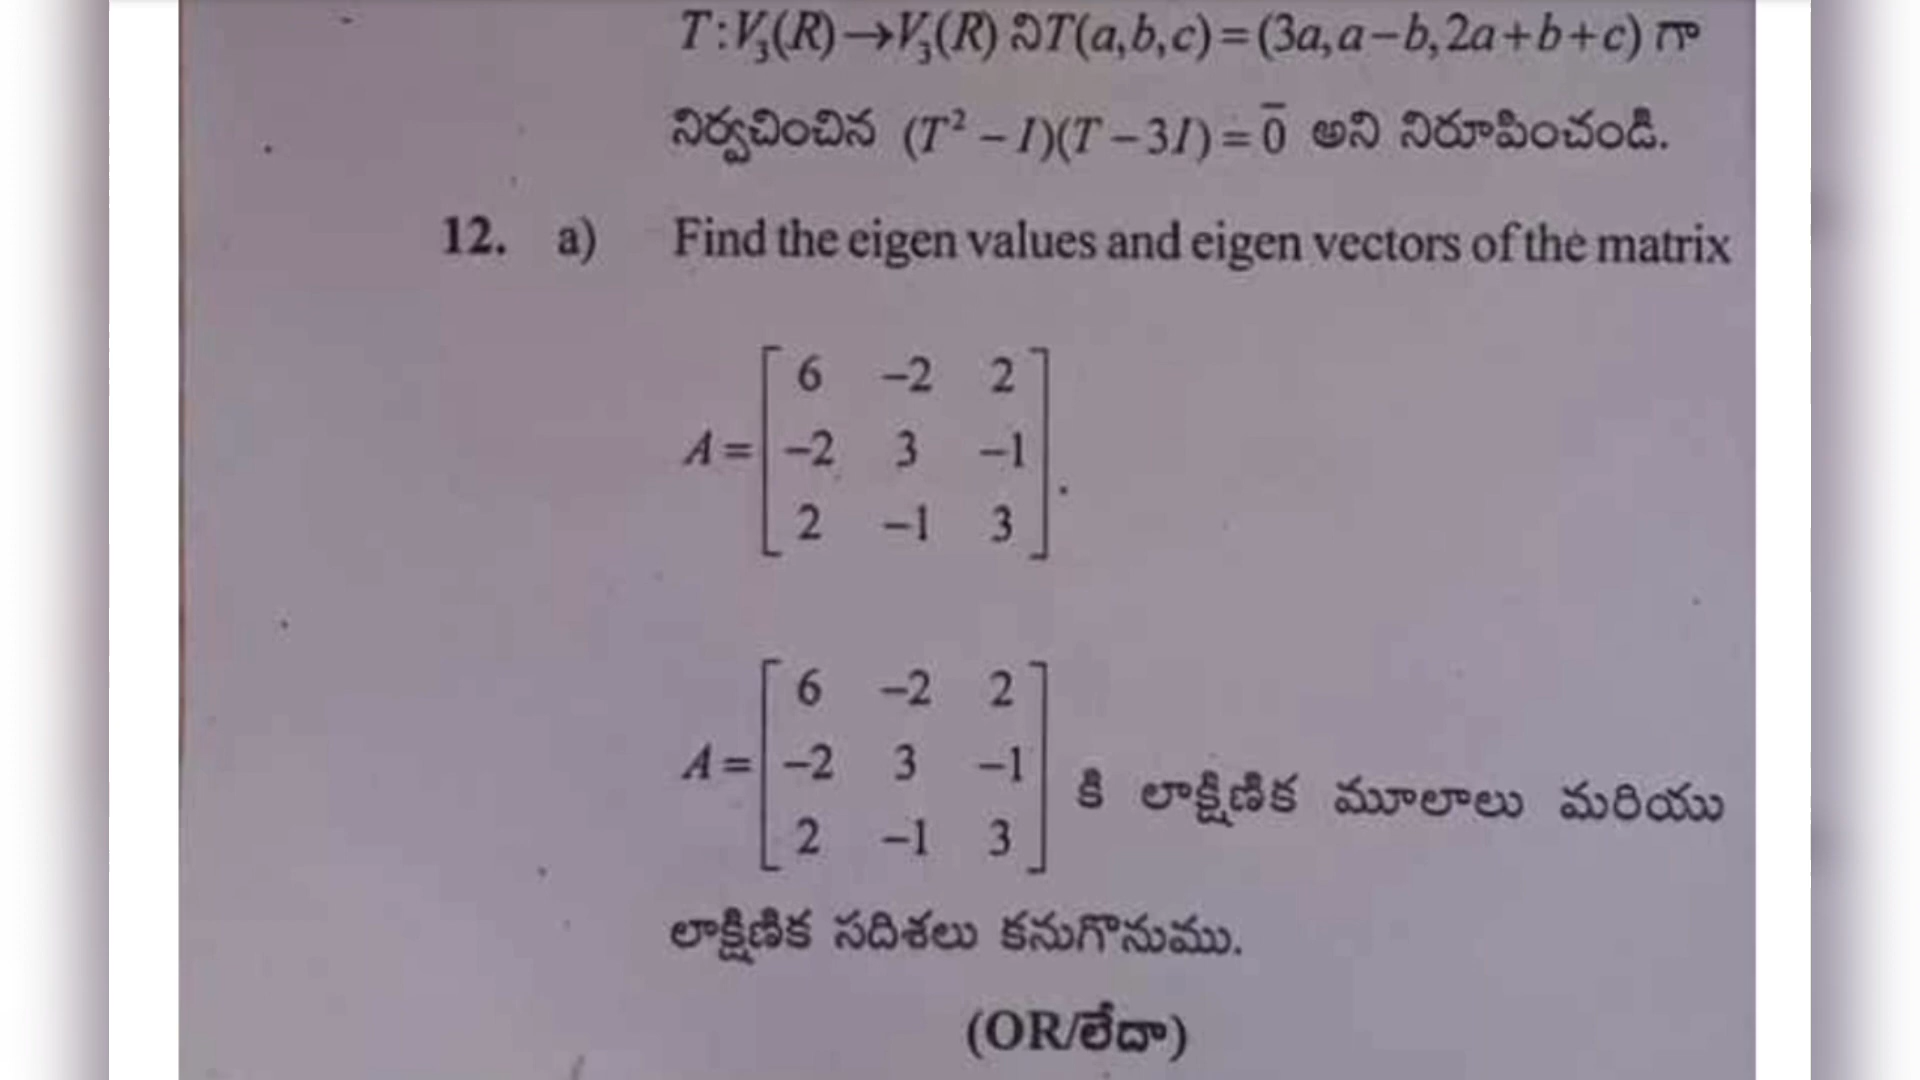 T:V₃(R)→V₃(R) ని T(a,b,c)=(3a,a−b,2a+b+c) గా
నిర్వచించిన (T² − I)(T − 3I) = 0̄ అని నిరూపించండి.
12. a) Find the eigen values and eigen vectors of the matrix
6 −2 2
A = −2 3 −1 .
2 −1 3
6 −2 2
A = −2 3 −1 కి లాక్షిణిక మూలాలు మరియు
2 −1 3
లాక్షిణిక సదిశలు కనుగొనుము.
(OR/లేదా)